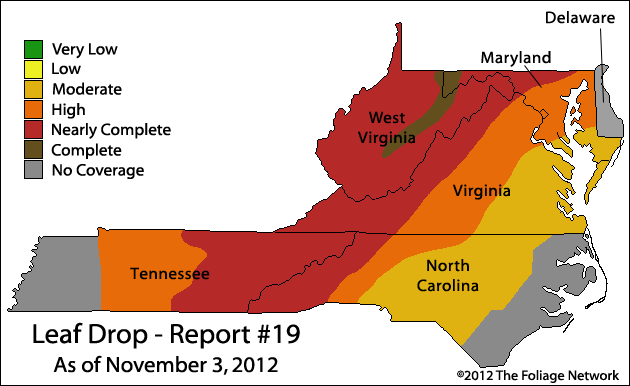 Delaware
Maryland
Very Low
Low
Moderate
High
Nearly Complete
Complete
No Coverage
West
Virginia
Virginia
Tennessee
North
Carolina
Leaf Drop - Report #19
As of November 3, 2012
©2012 The Foliage Network